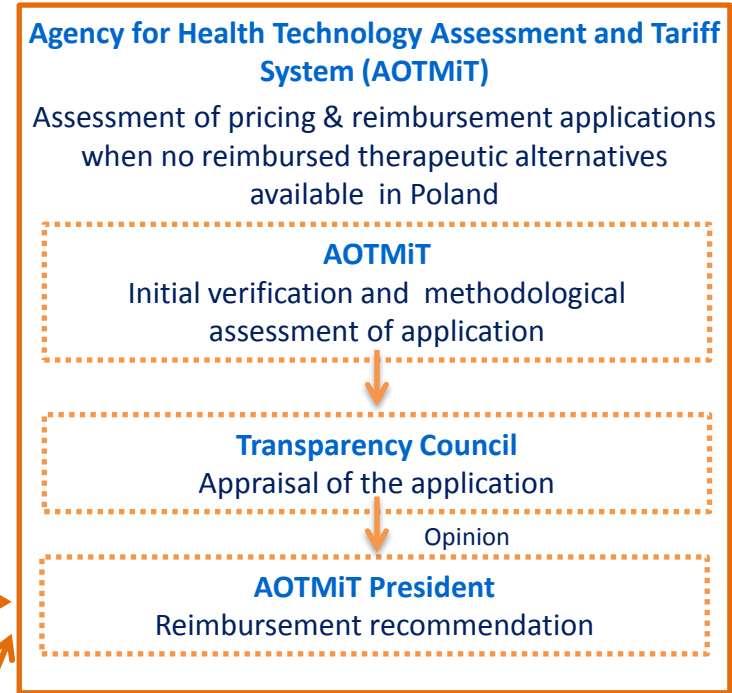 Agency for Health Technology Assessment and Tariff
System (AOTMiT)
Assessment of pricing & reimbursement applications
when no reimbursed therapeutic alternatives
available in Poland
AOTMiT
Initial verification and methodological
assessment of application
Transparency Council
Appraisal of the application
Opinion
AOTMiT President
Reimbursement recommendation